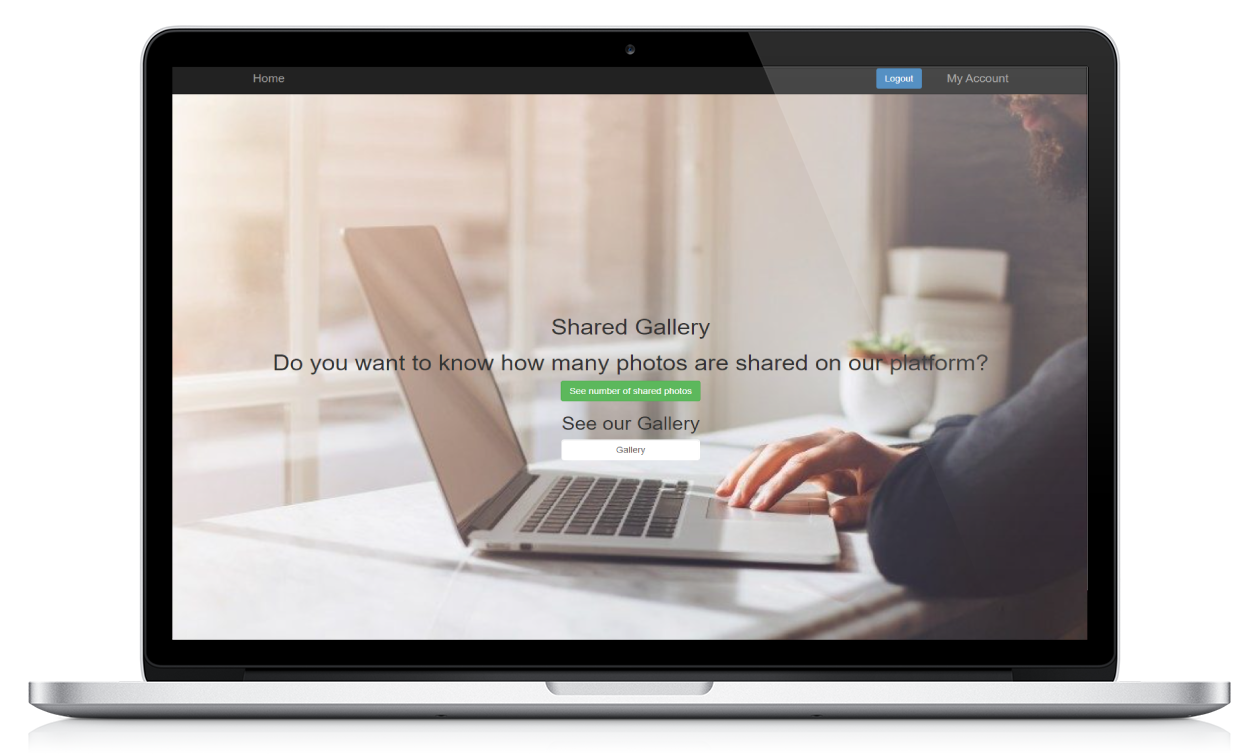 Home
Logout
My Account
Shared Gallery
Do you want to know how many photos are shared on our platform?
See number of shared photos
See our Gallery
Gallery